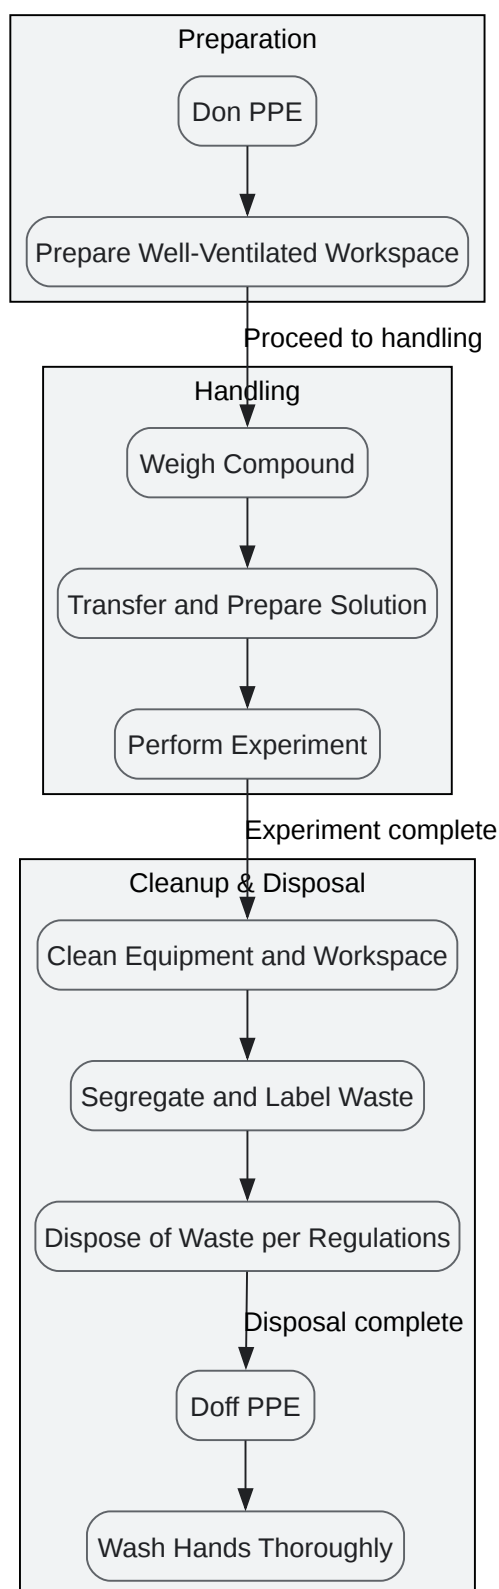 Preparation
Don PPE
Prepare Well-Ventilated Workspace
Proceed to handling
Handling
Weigh Compound
Transfer and Prepare Solution
Perform Experiment
Experiment complete
Cleanup & Disposal
Clean Equipment and Workspace
Segregate and Label Waste
Dispose of Waste per Regulations
Disposal complete
Doff PPE
Wash Hands Thoroughly